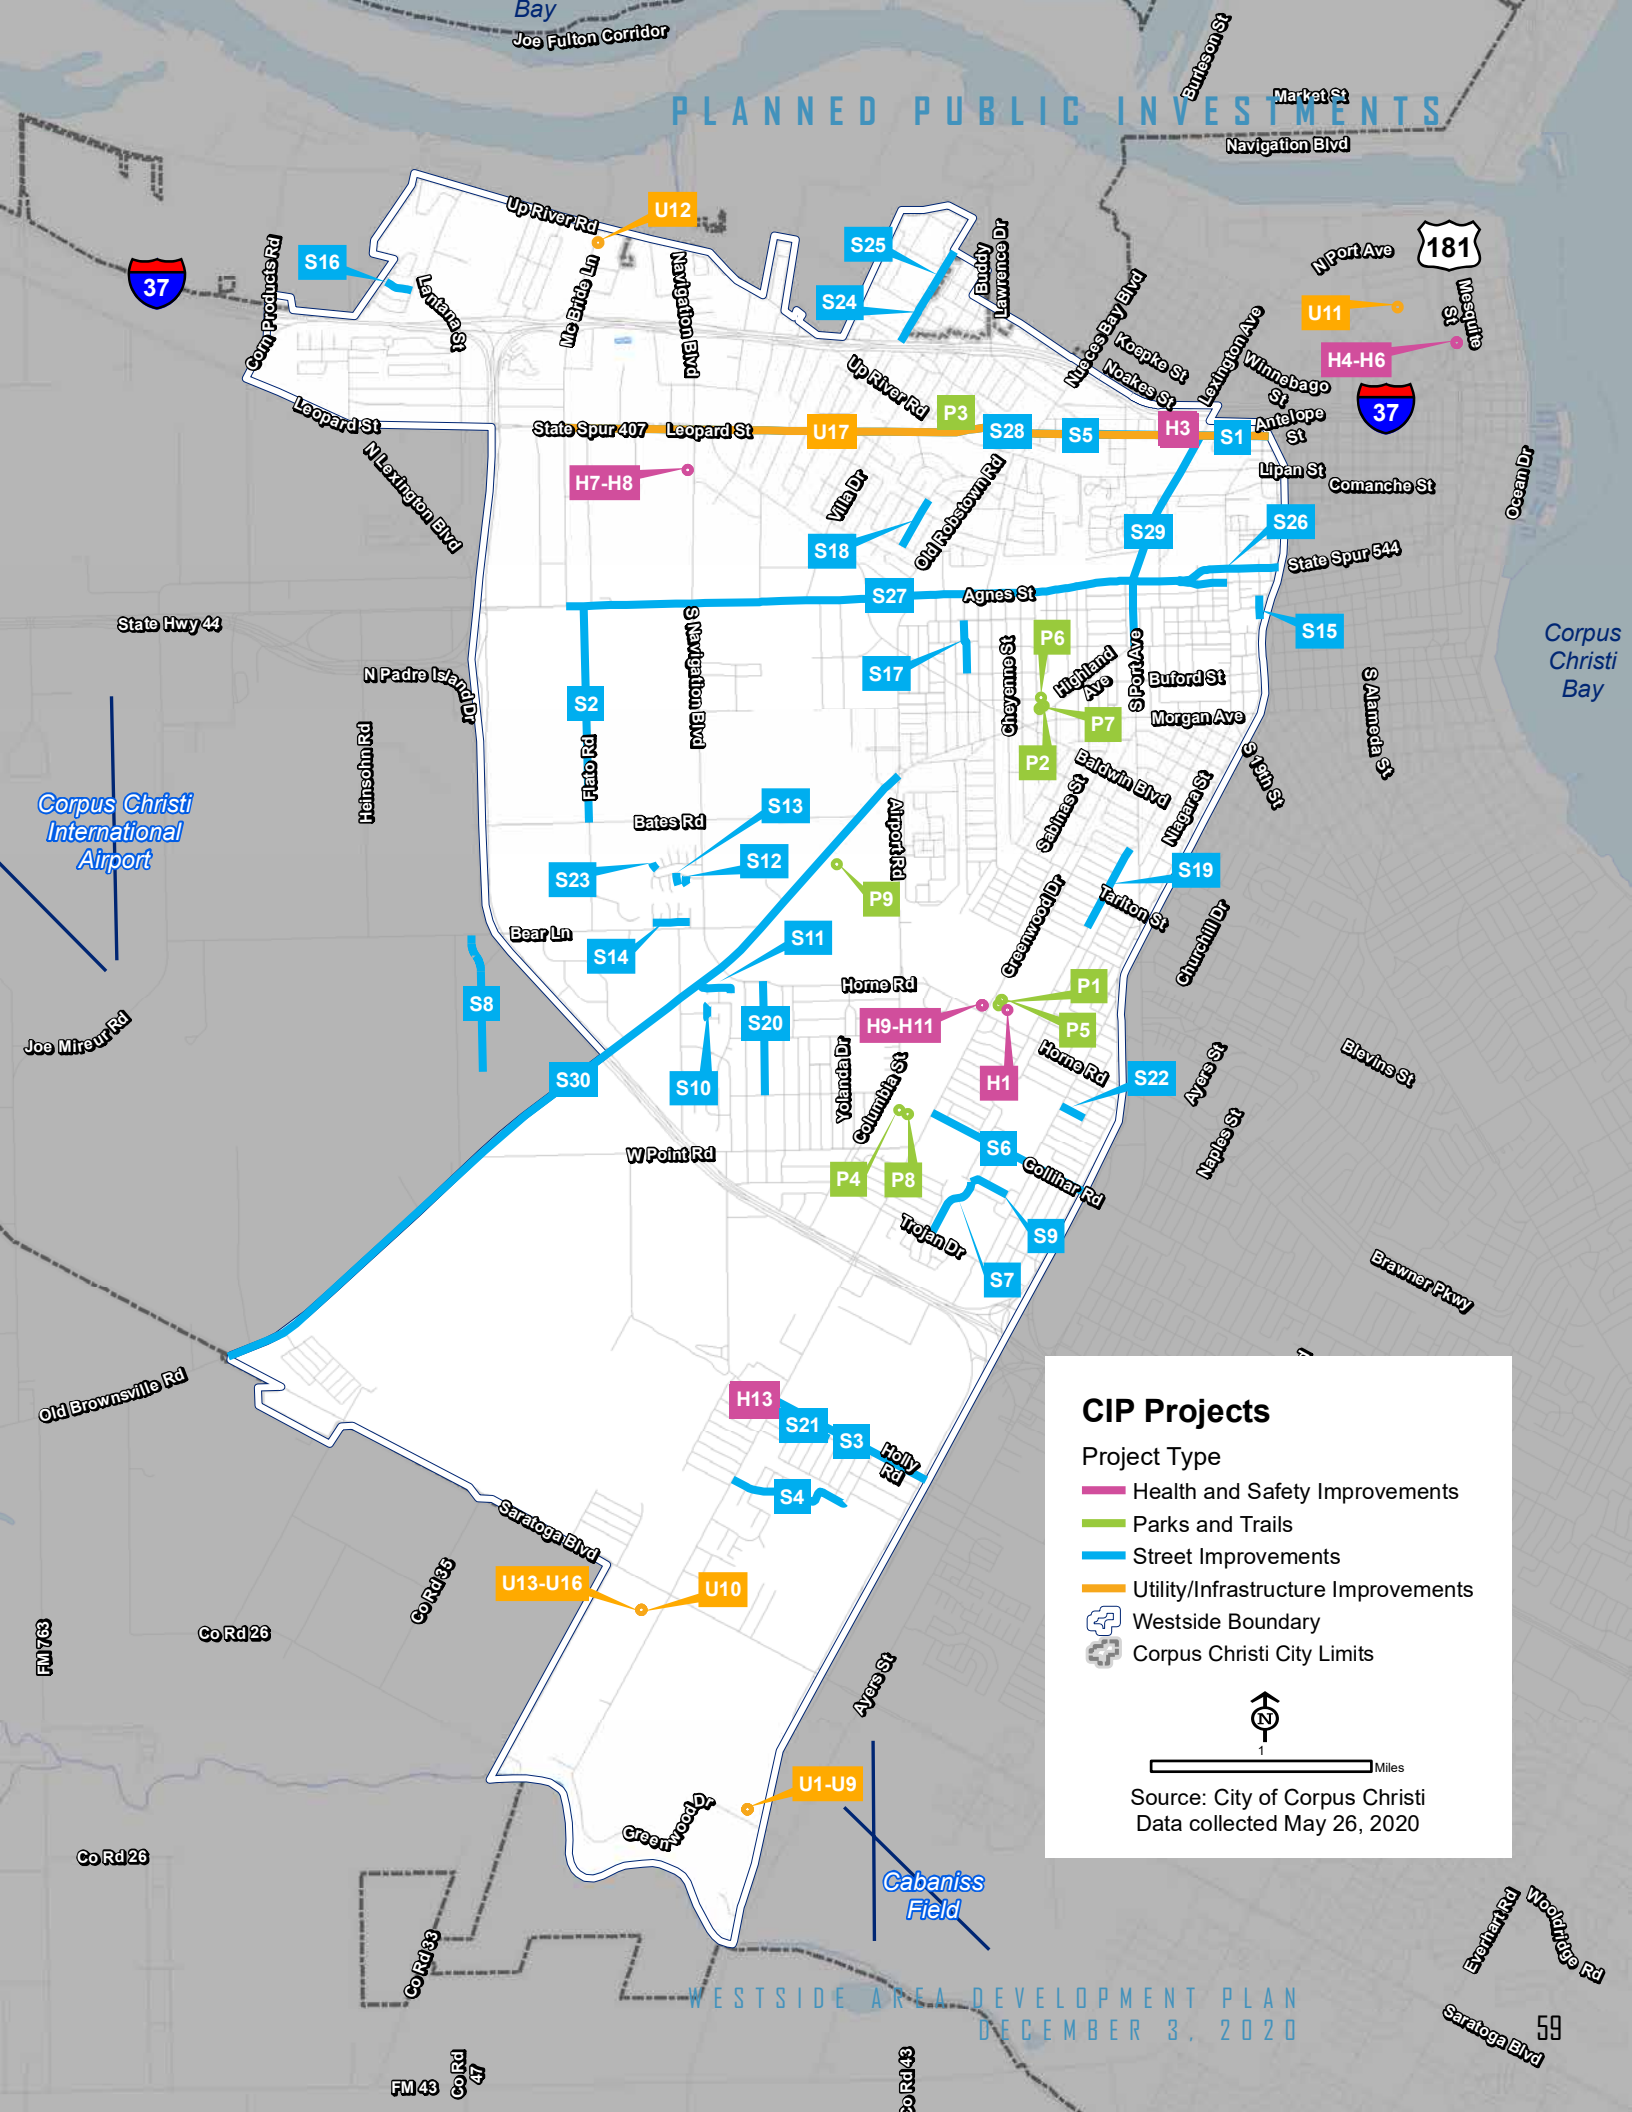 Bay
Joe Fulton Corridor
Burleson St
Market St
PLANNED PUBLIC INVESTMENTS
Navigation Blvd
Up River Rd
U12
S16
37
Corn Products Rd
Lantana St
Mc Bride Ln
Navigation Blvd
S25
S24
Buddy
Lawrence Dr
N Port Ave
181
U11
Mesquite
St
H4-H6
Nueces Bay Blvd
Koepke St
Noakes St
Lexington Ave
Winnebago
St
37
Up River Rd
P3
Leopard St
State Spur 407
Leopard St
U17
S28
S5
H3
S1
Antelope
St
N Lexington Blvd
H7-H8
Villa Dr
Old Robstown Rd
Lipan St
Comanche St
Ocean Dr
S18
S29
S26
State Spur 544
S27
Agnes St
State Hwy 44
S15
Corpus
Christi
Bay
N Padre Island Dr
S2
S Navigation Blvd
S17
Cheyenne St
P6
Highland
Ave
S Port Ave
Buford St
Morgan Ave
P7
P2
S Alameda St
Heinsohn Rd
Flato Rd
Baldwin Blvd
S 19th St
Corpus Christi
International
Airport
Bates Rd
S13
S12
S23
Airport Rd
P9
Sabinas St
Niagara St
S19
Tarlton St
Greenwood Dr
Churchill Dr
Bear Ln
S14
S11
S8
Horne Rd
P1
P5
H9-H11
H1
S20
S10
Joe Mireur Rd
S30
Yolanda Dr
Columbia St
Horne Rd
S22
Ayers St
Blevins St
Naples St
W Point Rd
S6
Gollihar Rd
P4
P8
Trojan Dr
S9
S7
Brawner Pkwy
Old Brownsville Rd
H13
S21
S3
Holly
Rd
S4
Saratoga Blvd
U13-U16
U10
Co Rd 35
Co Rd 26
FM 763
Ayers St
U1-U9
Greenwood Dr
Co Rd 26
Cabaniss
Field
Co Rd 33
CIP Projects
Project Type
Health and Safety Improvements
Parks and Trails
Street Improvements
Utility/Infrastructure Improvements
Westside Boundary
Corpus Christi City Limits
N
1
Miles
Source: City of Corpus Christi
Data collected May 26, 2020
Everhart Rd
Wooldridge Rd
Saratoga Blvd
WESTSIDE AREA DEVELOPMENT PLAN
DECEMBER 3, 2020
59
FM 43
Co Rd
47
Co Rd 43